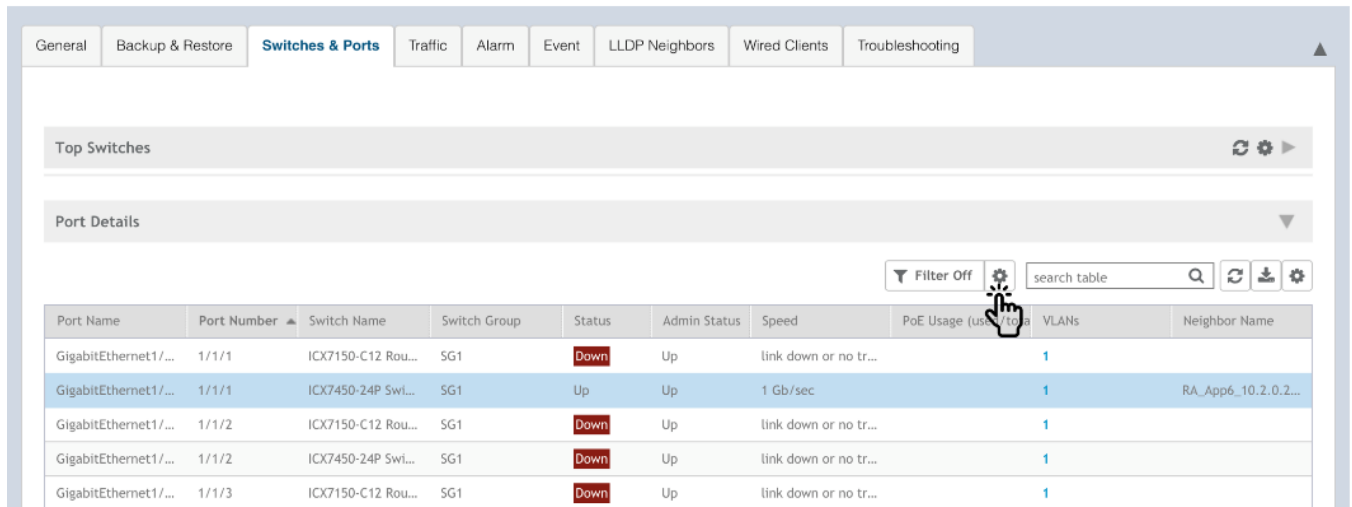 General Backup & Restore Switches & Ports Traffic Alarm Event LLDP Neighbors Wired Clients Troubleshooting
Top Switches
Port Details
Filter Off search table
Port Name Port Number Switch Name Switch Group Status Admin Status Speed PoE Usage (used/tota VLANs Neighbor Name
GigabitEthernet1/... 1/1/1 ICX7150-C12 Rou... SG1 Down Up link down or no tr... 1
GigabitEthernet1/... 1/1/1 ICX7450-24P Swi... SG1 Up Up 1 Gb/sec 1 RA_App6_10.2.0.2...
GigabitEthernet1/... 1/1/2 ICX7150-C12 Rou... SG1 Down Up link down or no tr... 1
GigabitEthernet1/... 1/1/2 ICX7450-24P Swi... SG1 Down Up link down or no tr... 1
GigabitEthernet1/... 1/1/3 ICX7150-C12 Rou... SG1 Down Up link down or no tr... 1